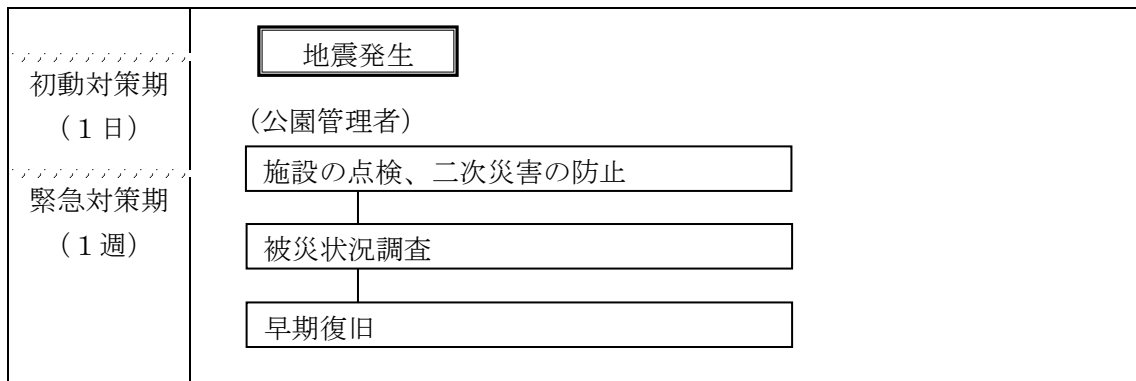 地震発生
初動対策期
（１日）
（公園管理者）
施設の点検、二次災害の防止
緊急対策期
（１週）
被災状況調査
早期復旧